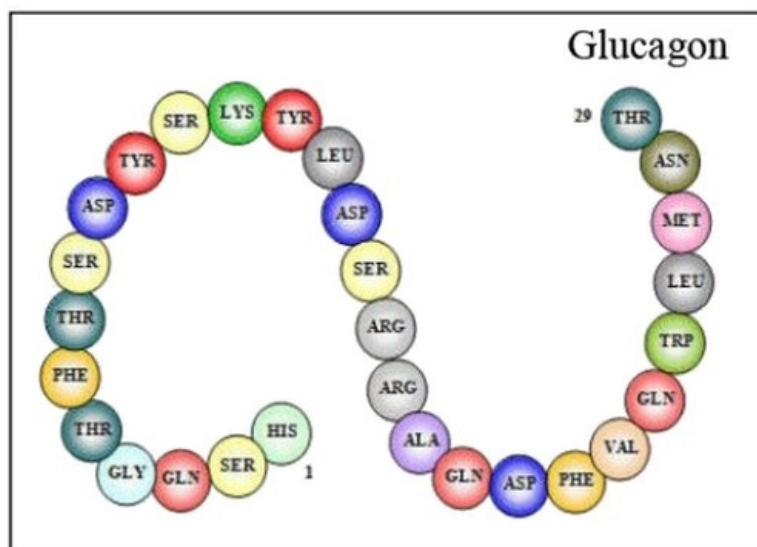 Glucagon
1
HIS
SER
GLN
GLY
THR
PHE
THR
SER
ASP
TYR
SER
LYS
TYR
LEU
ASP
SER
ARG
ARG
ALA
GLN
ASP
PHE
VAL
GLN
TRP
LEU
MET
ASN
THR
29